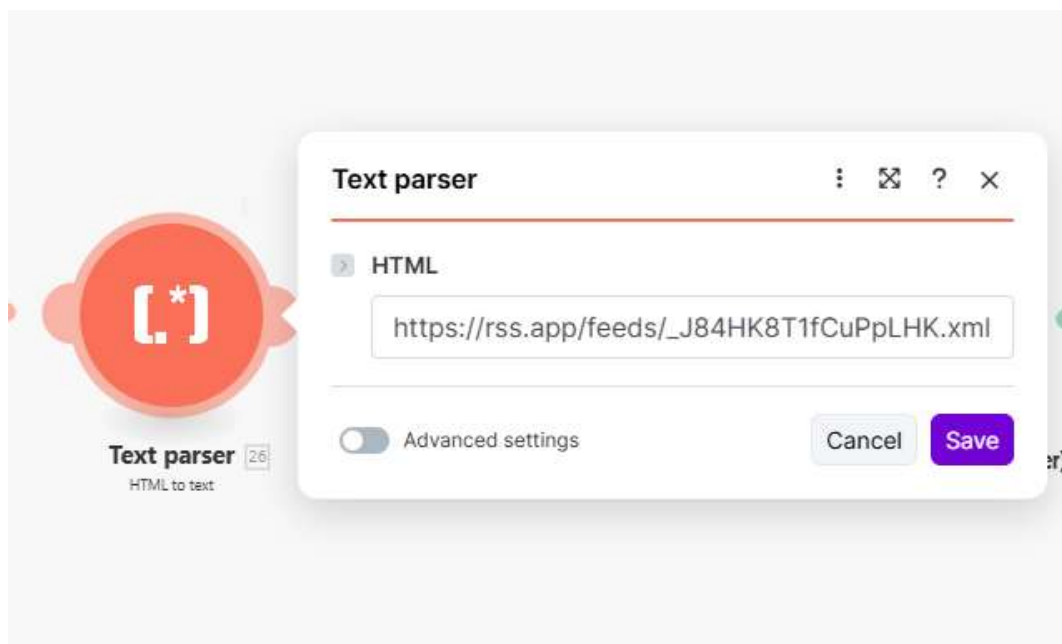 Text parser
?
HTML
https://rss.app/feeds/_J84HK8T1fCuPpLHK.xml
Advanced settings
Cancel
Save
(.*)
Text parser 26
HTML to text
er)